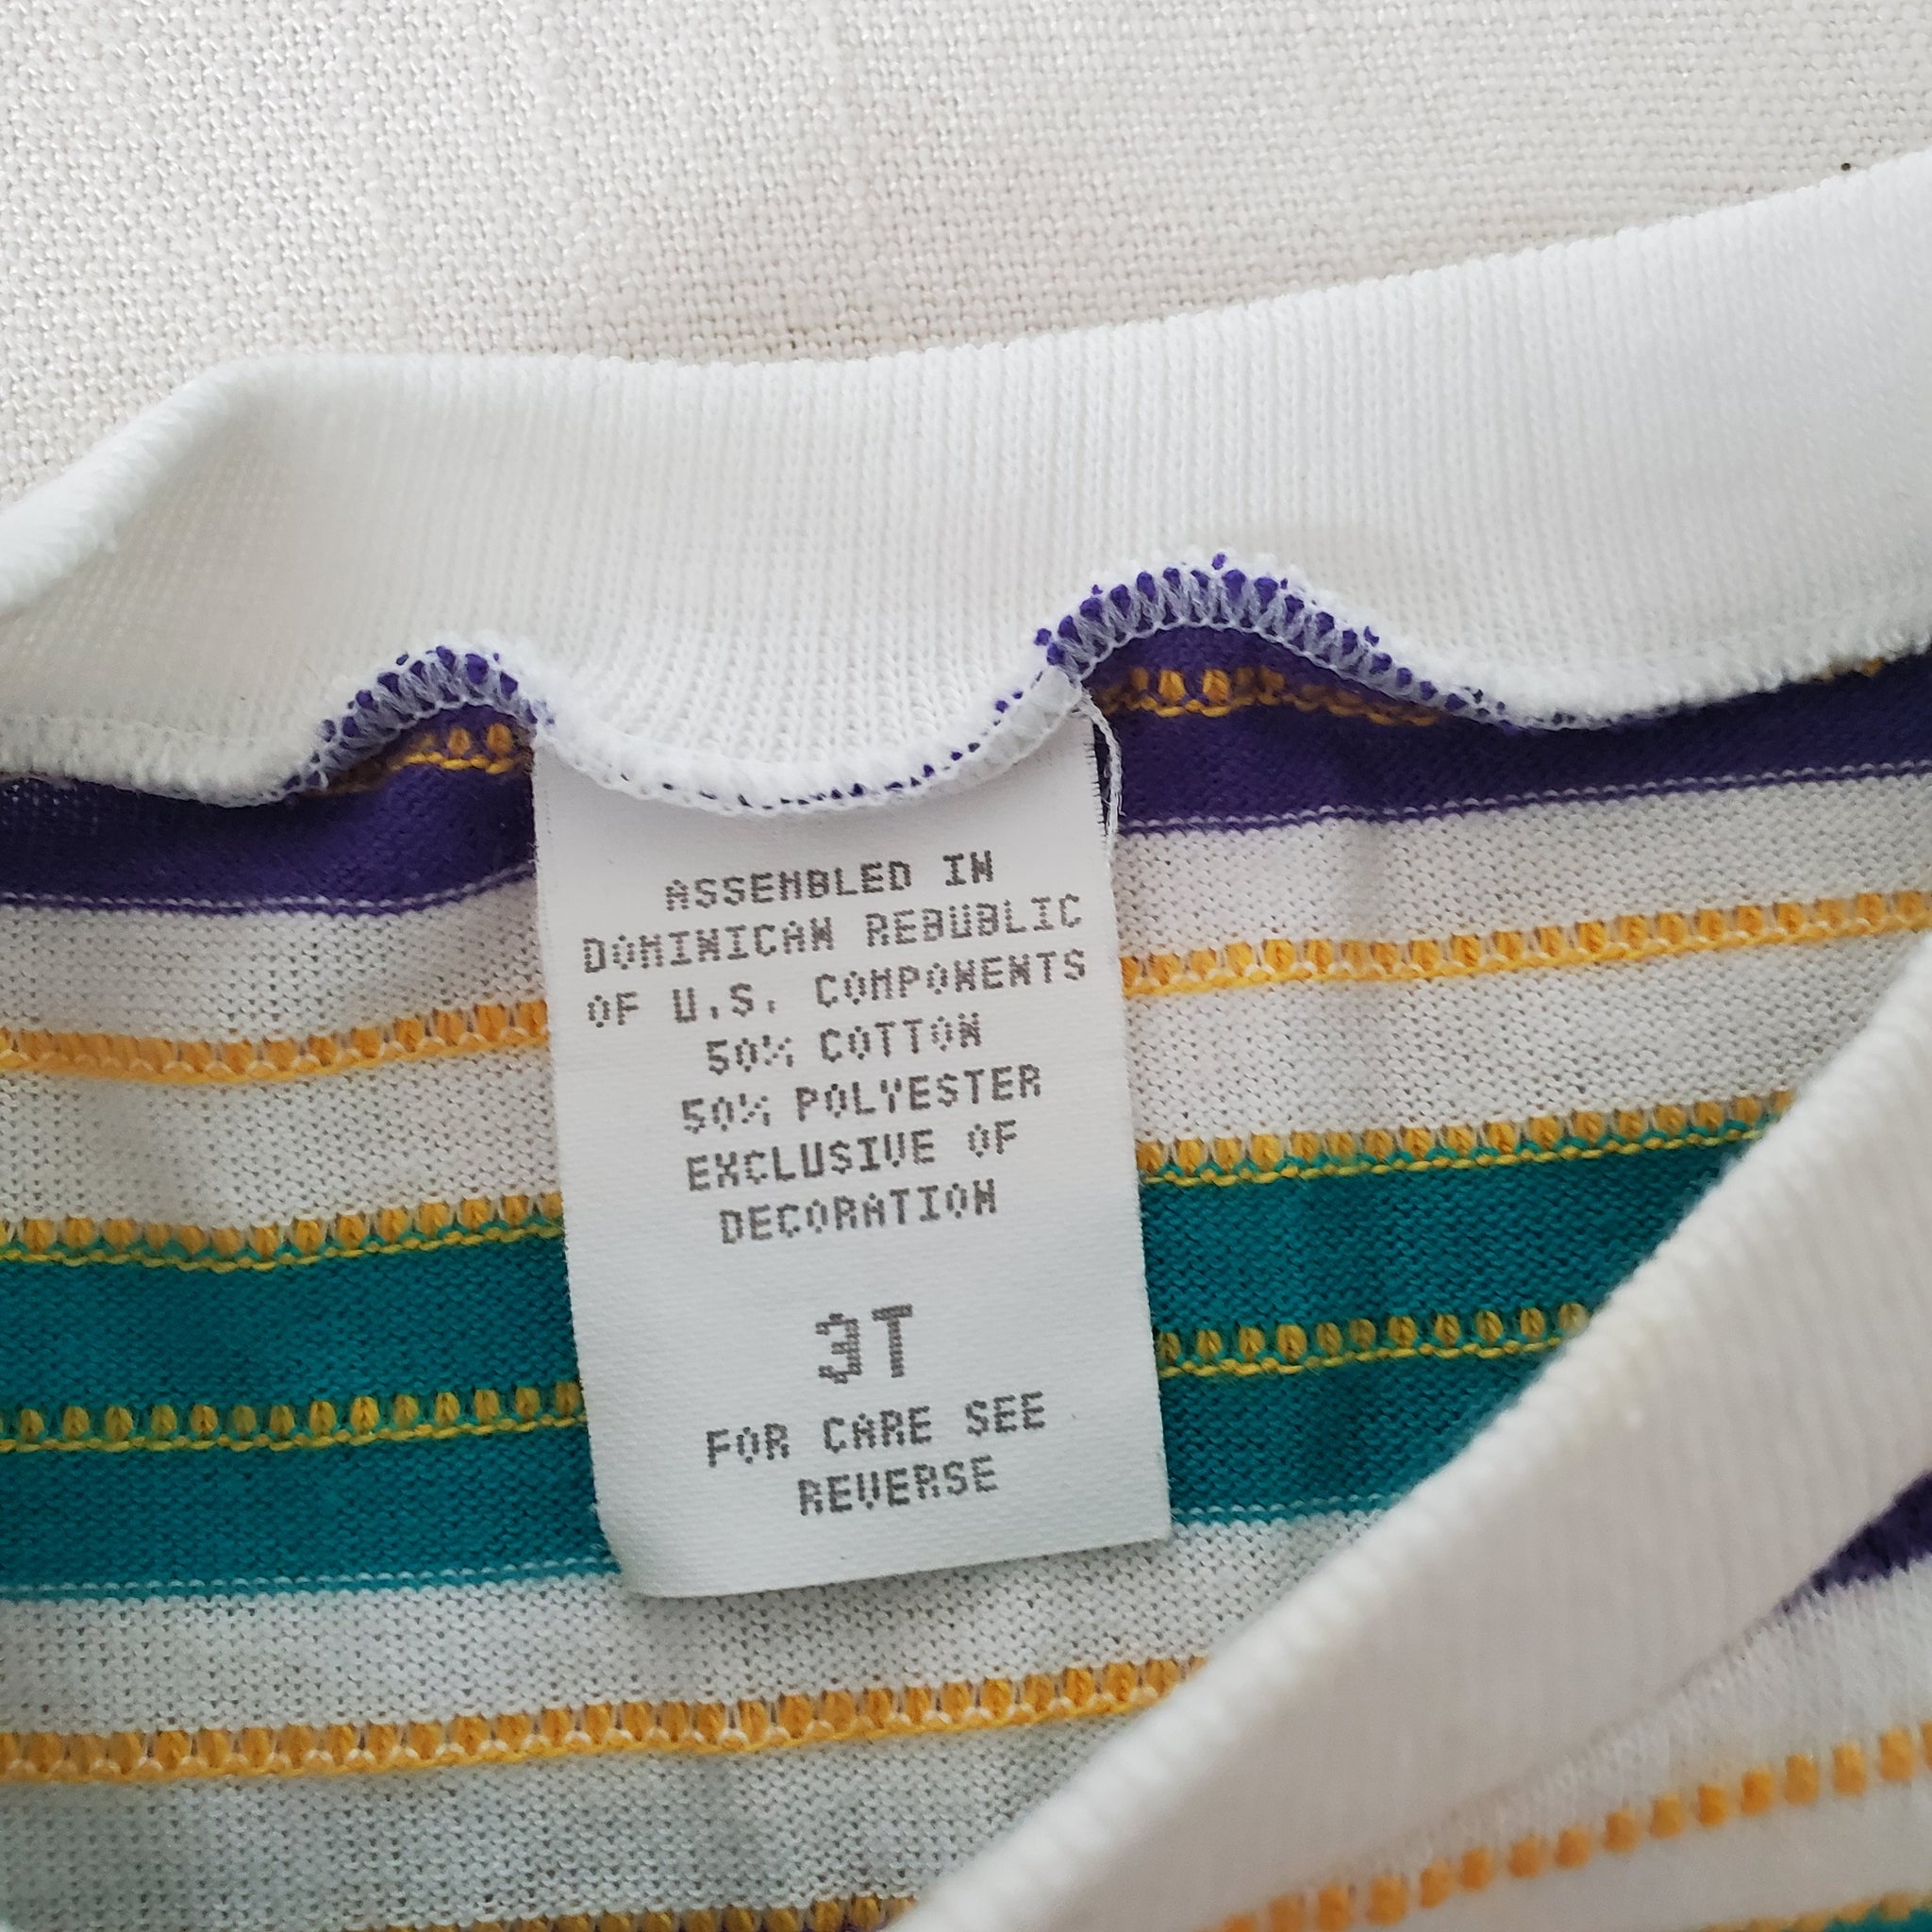 ASSEMBLED IN
DOMINICAN REBUBLIC
OF U.S. COMPONENTS
50% COTTON
50% POLYESTER
EXCLUSIVE OF
DECORATION
3T
FOR CARE SEE
REVERSE